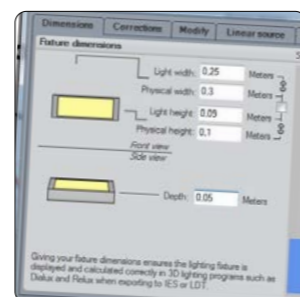 Dimensions Corrections Modify Linear source
Fixture dimensions
Light width: 0,25 Meters
Physical width: 0.3 Meters
Light height: 0,05 Meters
Physical height: 0,1 Meters
Front view
Side view
Depth: 0.05 Meters
Giving your fixture dimensions ensures the lighting fixture is
displayed and calculated correctly in 3D lighting programs such as
Dialux and Relux when exporting to IES or LDT.